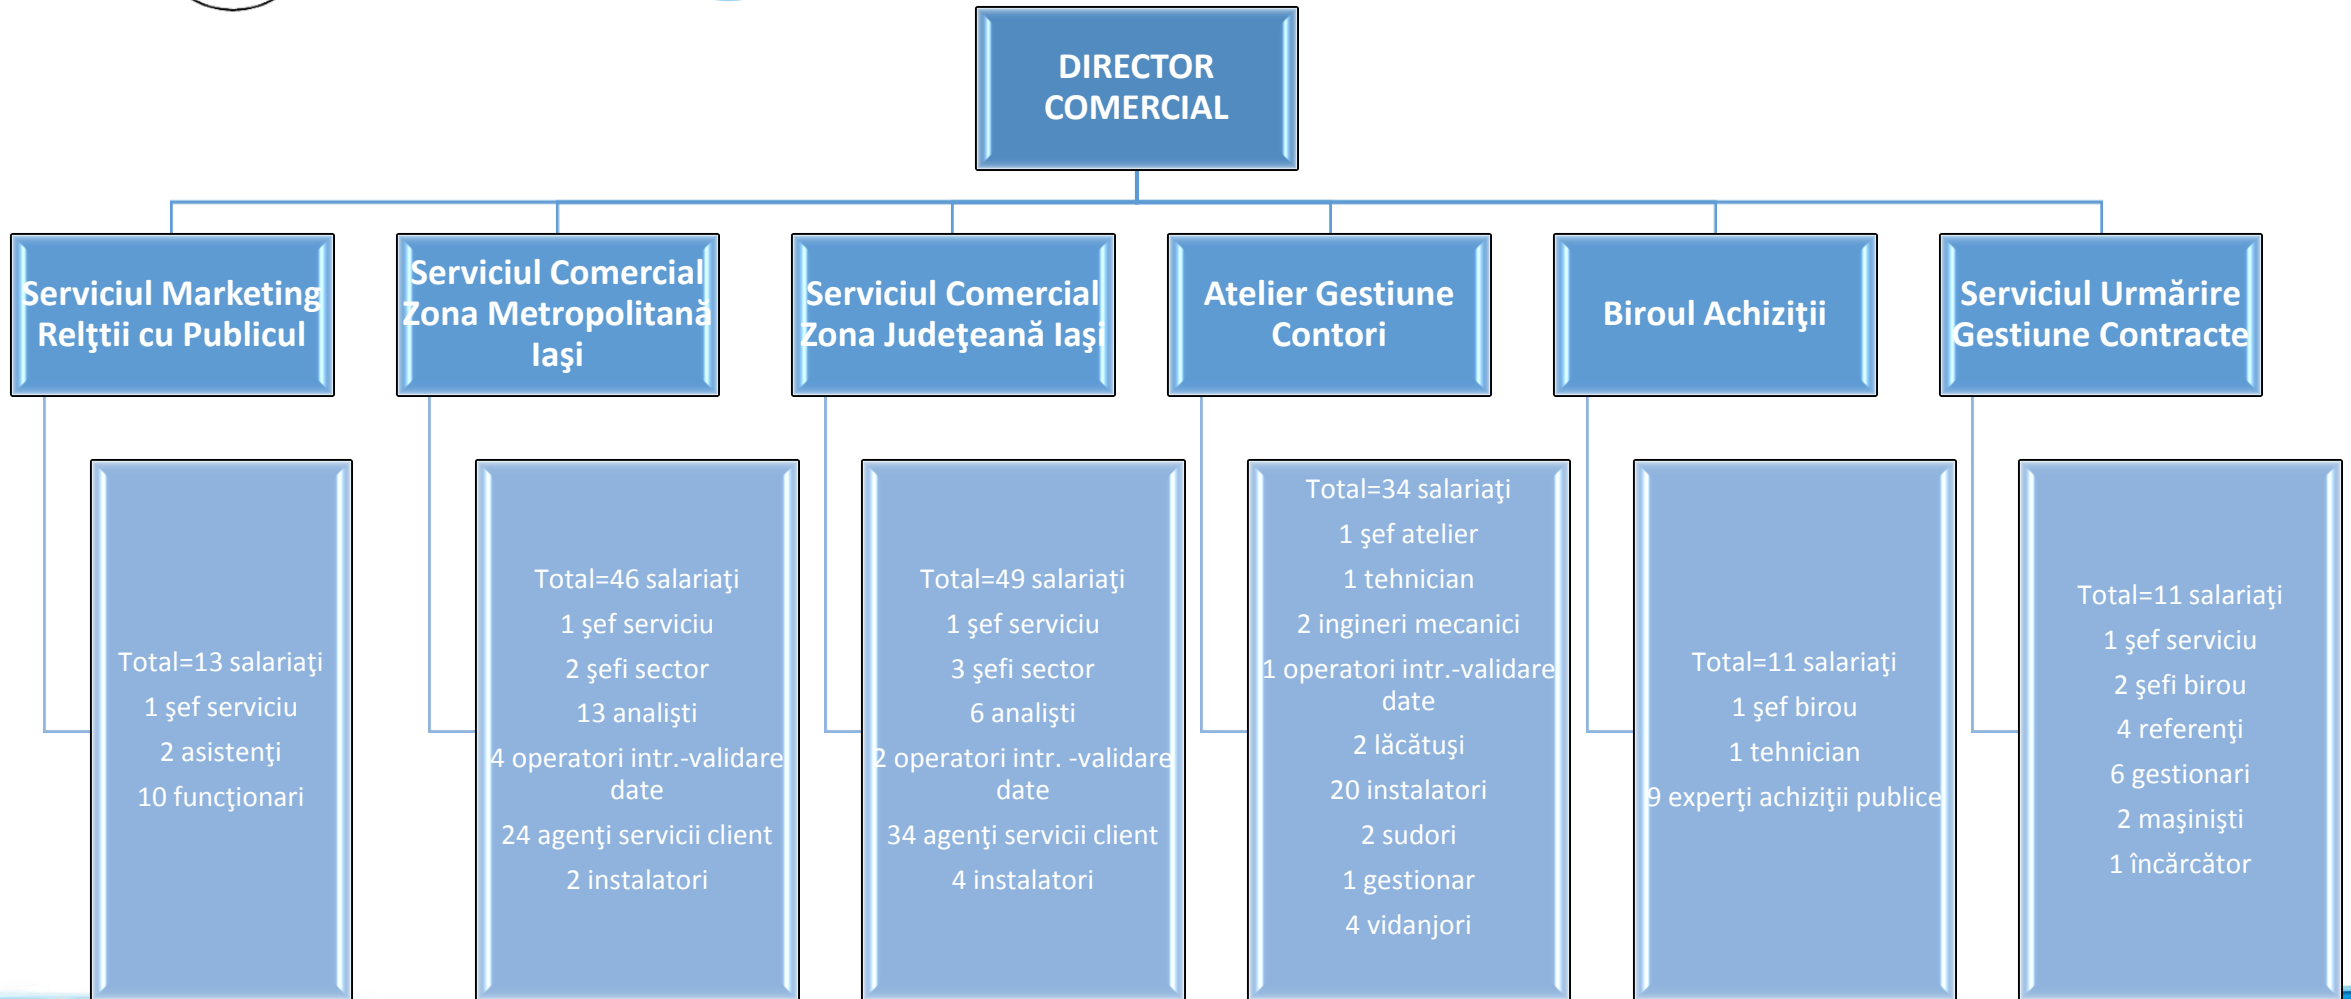 DIRECTOR
COMERCIAL
Serviciul Marketing
Relţtii cu Publicul
Serviciul Comercial
Zona Metropolitană
Iaşi
Serviciul Comercial
Zona Judeţeană Iaşi
Atelier Gestiune
Contori
Biroul Achiziţii
Serviciul Urmărire
Gestiune Contracte
Total=13 salariaţi
1 şef serviciu
2 asistenţi
10 funcţionari
Total=46 salariaţi
1 şef serviciu
2 şefi sector
13 analişti
4 operatori intr.-validare
date
24 agenţi servicii client
2 instalatori
Total=49 salariaţi
1 şef serviciu
3 şefi sector
6 analişti
2 operatori intr. -validare
date
34 agenţi servicii client
4 instalatori
Total=34 salariaţi
1 şef atelier
1 tehnician
2 ingineri mecanici
1 operatori intr.-validare
date
2 lăcătuşi
20 instalatori
2 sudori
1 gestionar
4 vidanjori
Total=11 salariaţi
1 şef birou
1 tehnician
9 experţi achiziţii publice
Total=11 salariaţi
1 şef serviciu
2 şefi birou
4 referenţi
6 gestionari
2 maşinişti
1 încărcător